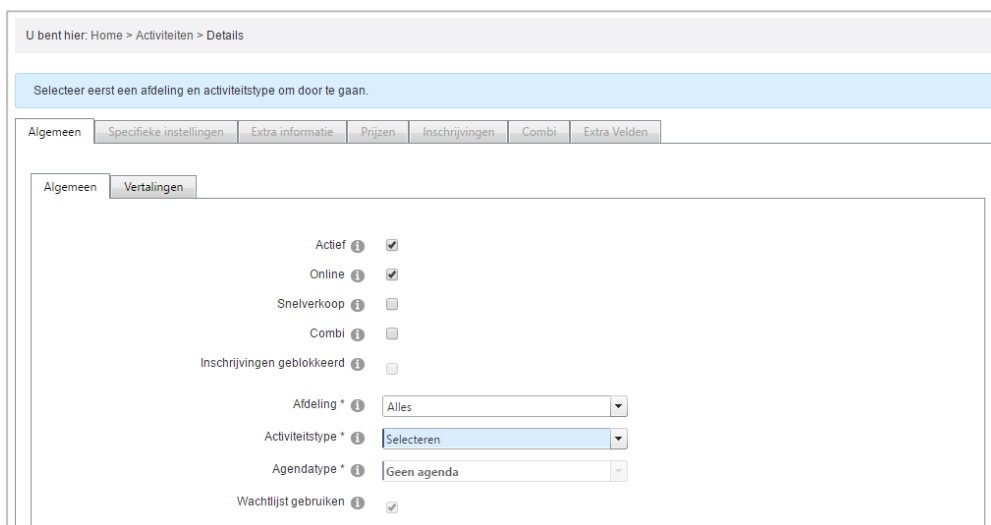 U bent hier: Home > Activiteiten > Details
Selecteer eerst een afdeling en activiteitstype om door te gaan.
Algemeen Specifieke instellingen Extra informatie Prijzen Inschrijvingen Combi Extra Velden
Algemeen Vertalingen
Actief
Online
Snelverkoop
Combi
Inschrijvingen geblokkeerd
Afdeling * Alles
Activiteitstype * Selecteren
Agendatype * Geen agenda
Wachtlijst gebruiken